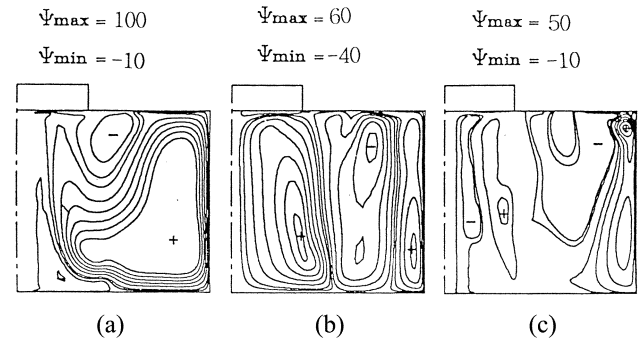 Ψmax = 100 Ψmax = 60 Ψmax = 50
Ψmin = -10 Ψmin = -40 Ψmin = -10
- - + -
+ + + - +
(a) (b) (c)